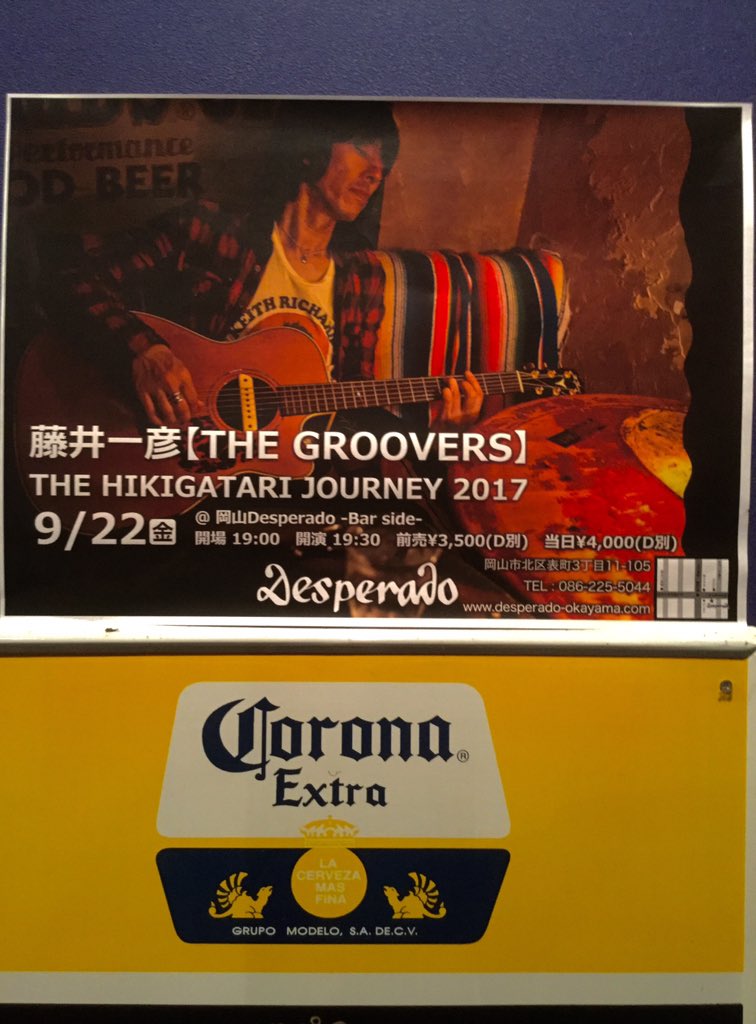 erformance
OD BEER
KEITH RICHA
藤井一彦【THE GROOVERS】
THE HIKIGATARI JOURNEY 2017
9/22金 @ 岡山Desperado -Bar side-
開場 19:00 開演 19:30 前売¥3,500(D別) 当日¥4,000(D別)
岡山市北区表町3丁目11-105
Desperado TEL : 086-225-5044
www.desperado-okayama.com
Corona®
Extra
LA
CERVEZA
MAS
FINA
GRUPO MODELO, S.A. DE.C.V.